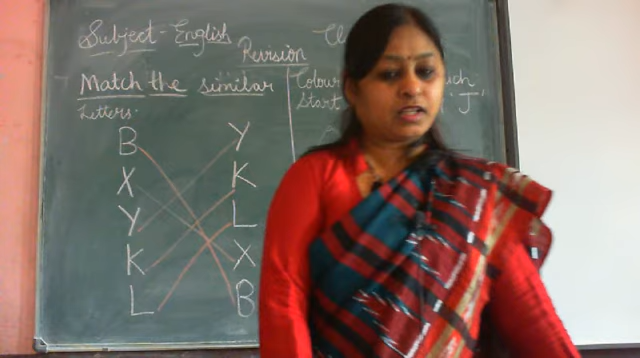 Subject - English
Revision
Match the similar
Letters.
B Y
X K
Y L
K X
L B
Colour
Start
'J'